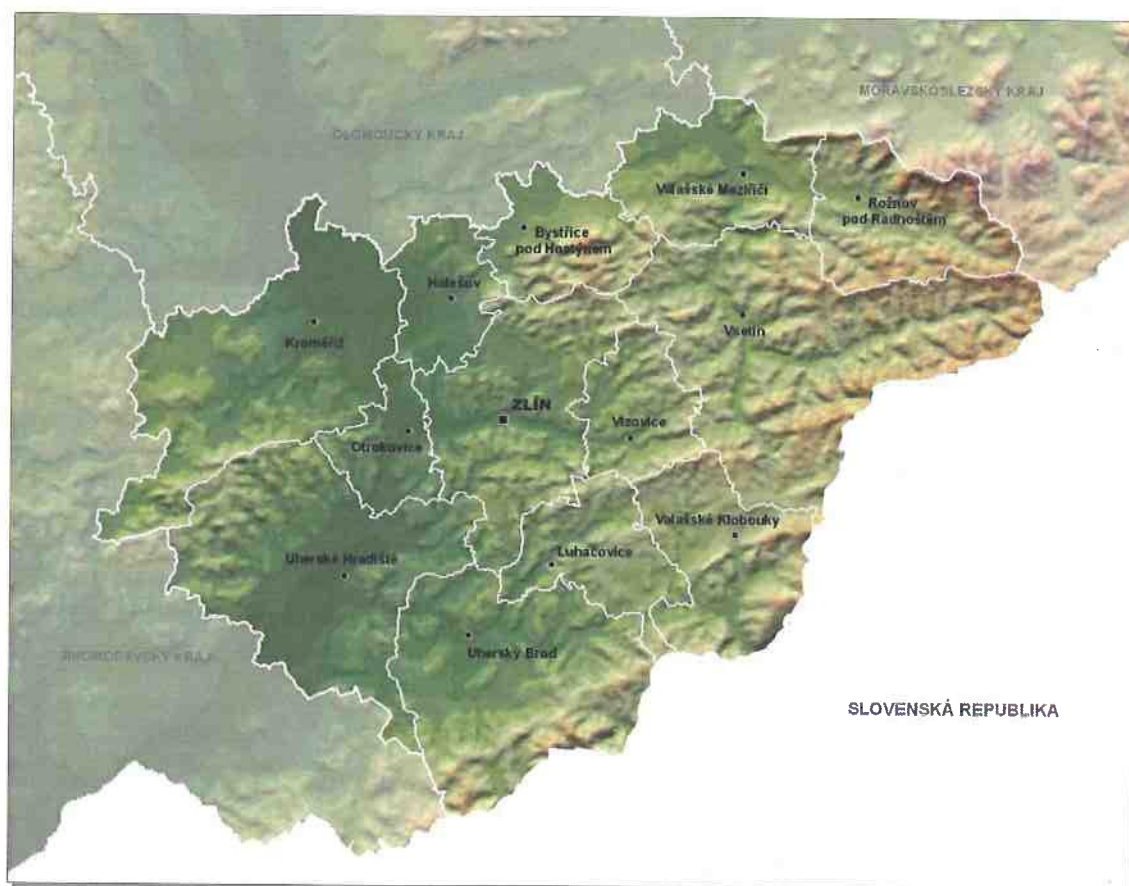 MORAVSKOSLEZSKÝ KRAJ
OLOMOUCKÝ KRAJ
Valašské Meziříčí
Rožnov
pod Radhoštěm
Bystřice
pod Hostýnem
Holešov
Kroměříž
Vsetín
ZLÍN
Vizovice
Otrokovice
Valašské Klobouky
Uherské Hradiště
Luhačovice
Uherský Brod
JIHOMORAVSKÝ KRAJ
SLOVENSKÁ REPUBLIKA